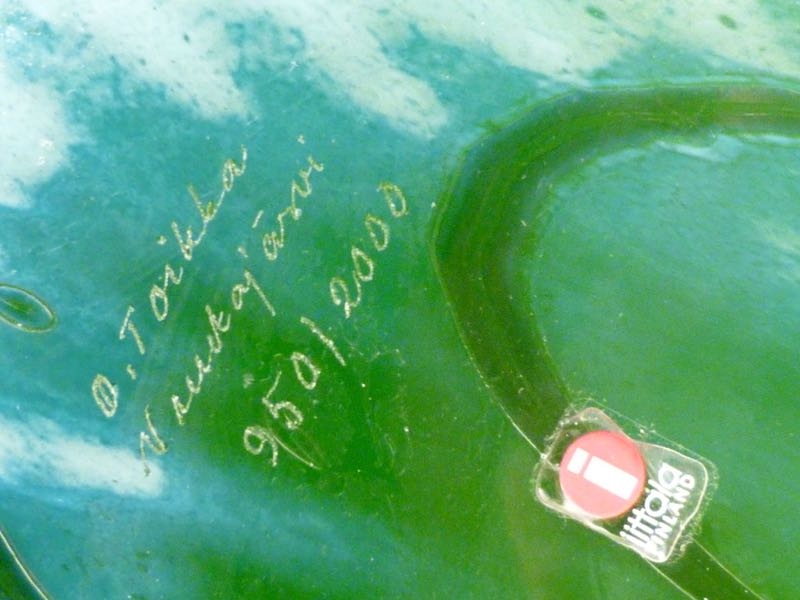 O. Toikka
Nuutajärvi
950/2000
i
iittala
FINLAND